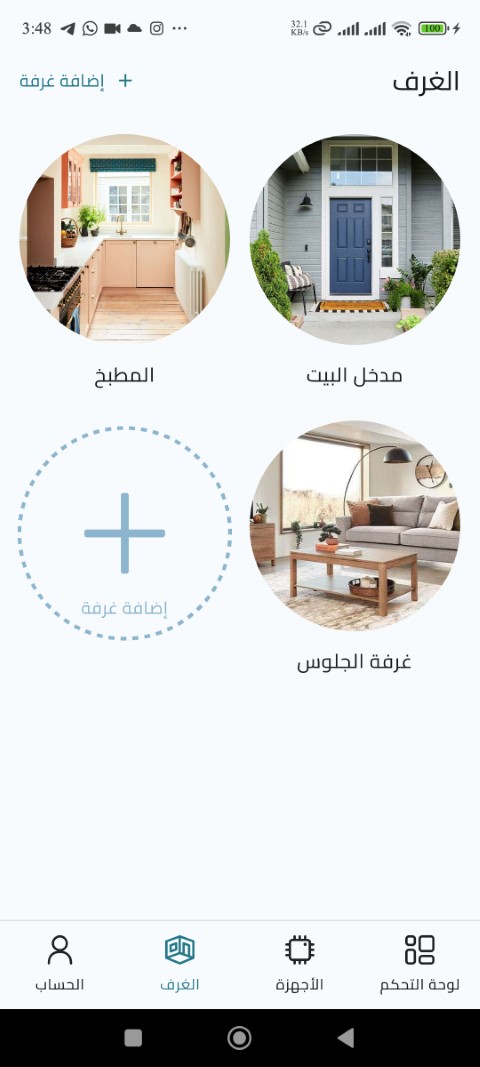 3:48
32.1
KB/s
100
الغرف
+ إضافة غرفة
مدخل البيت
المطبخ
غرفة الجلوس
إضافة غرفة
لوحة التحكم
الأجهزة
الغرف
الحساب